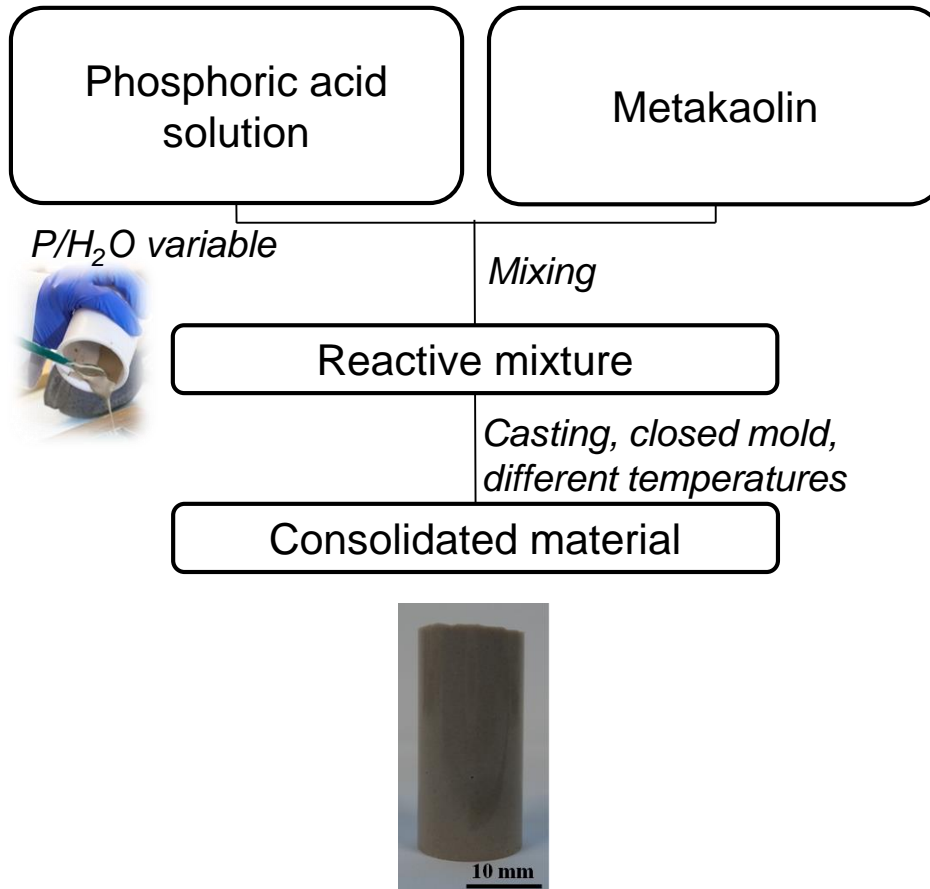 Phosphoric acid
solution
Metakaolin
P/H₂O variable
Mixing
Reactive mixture
Casting, closed mold,
different temperatures
Consolidated material
10 mm